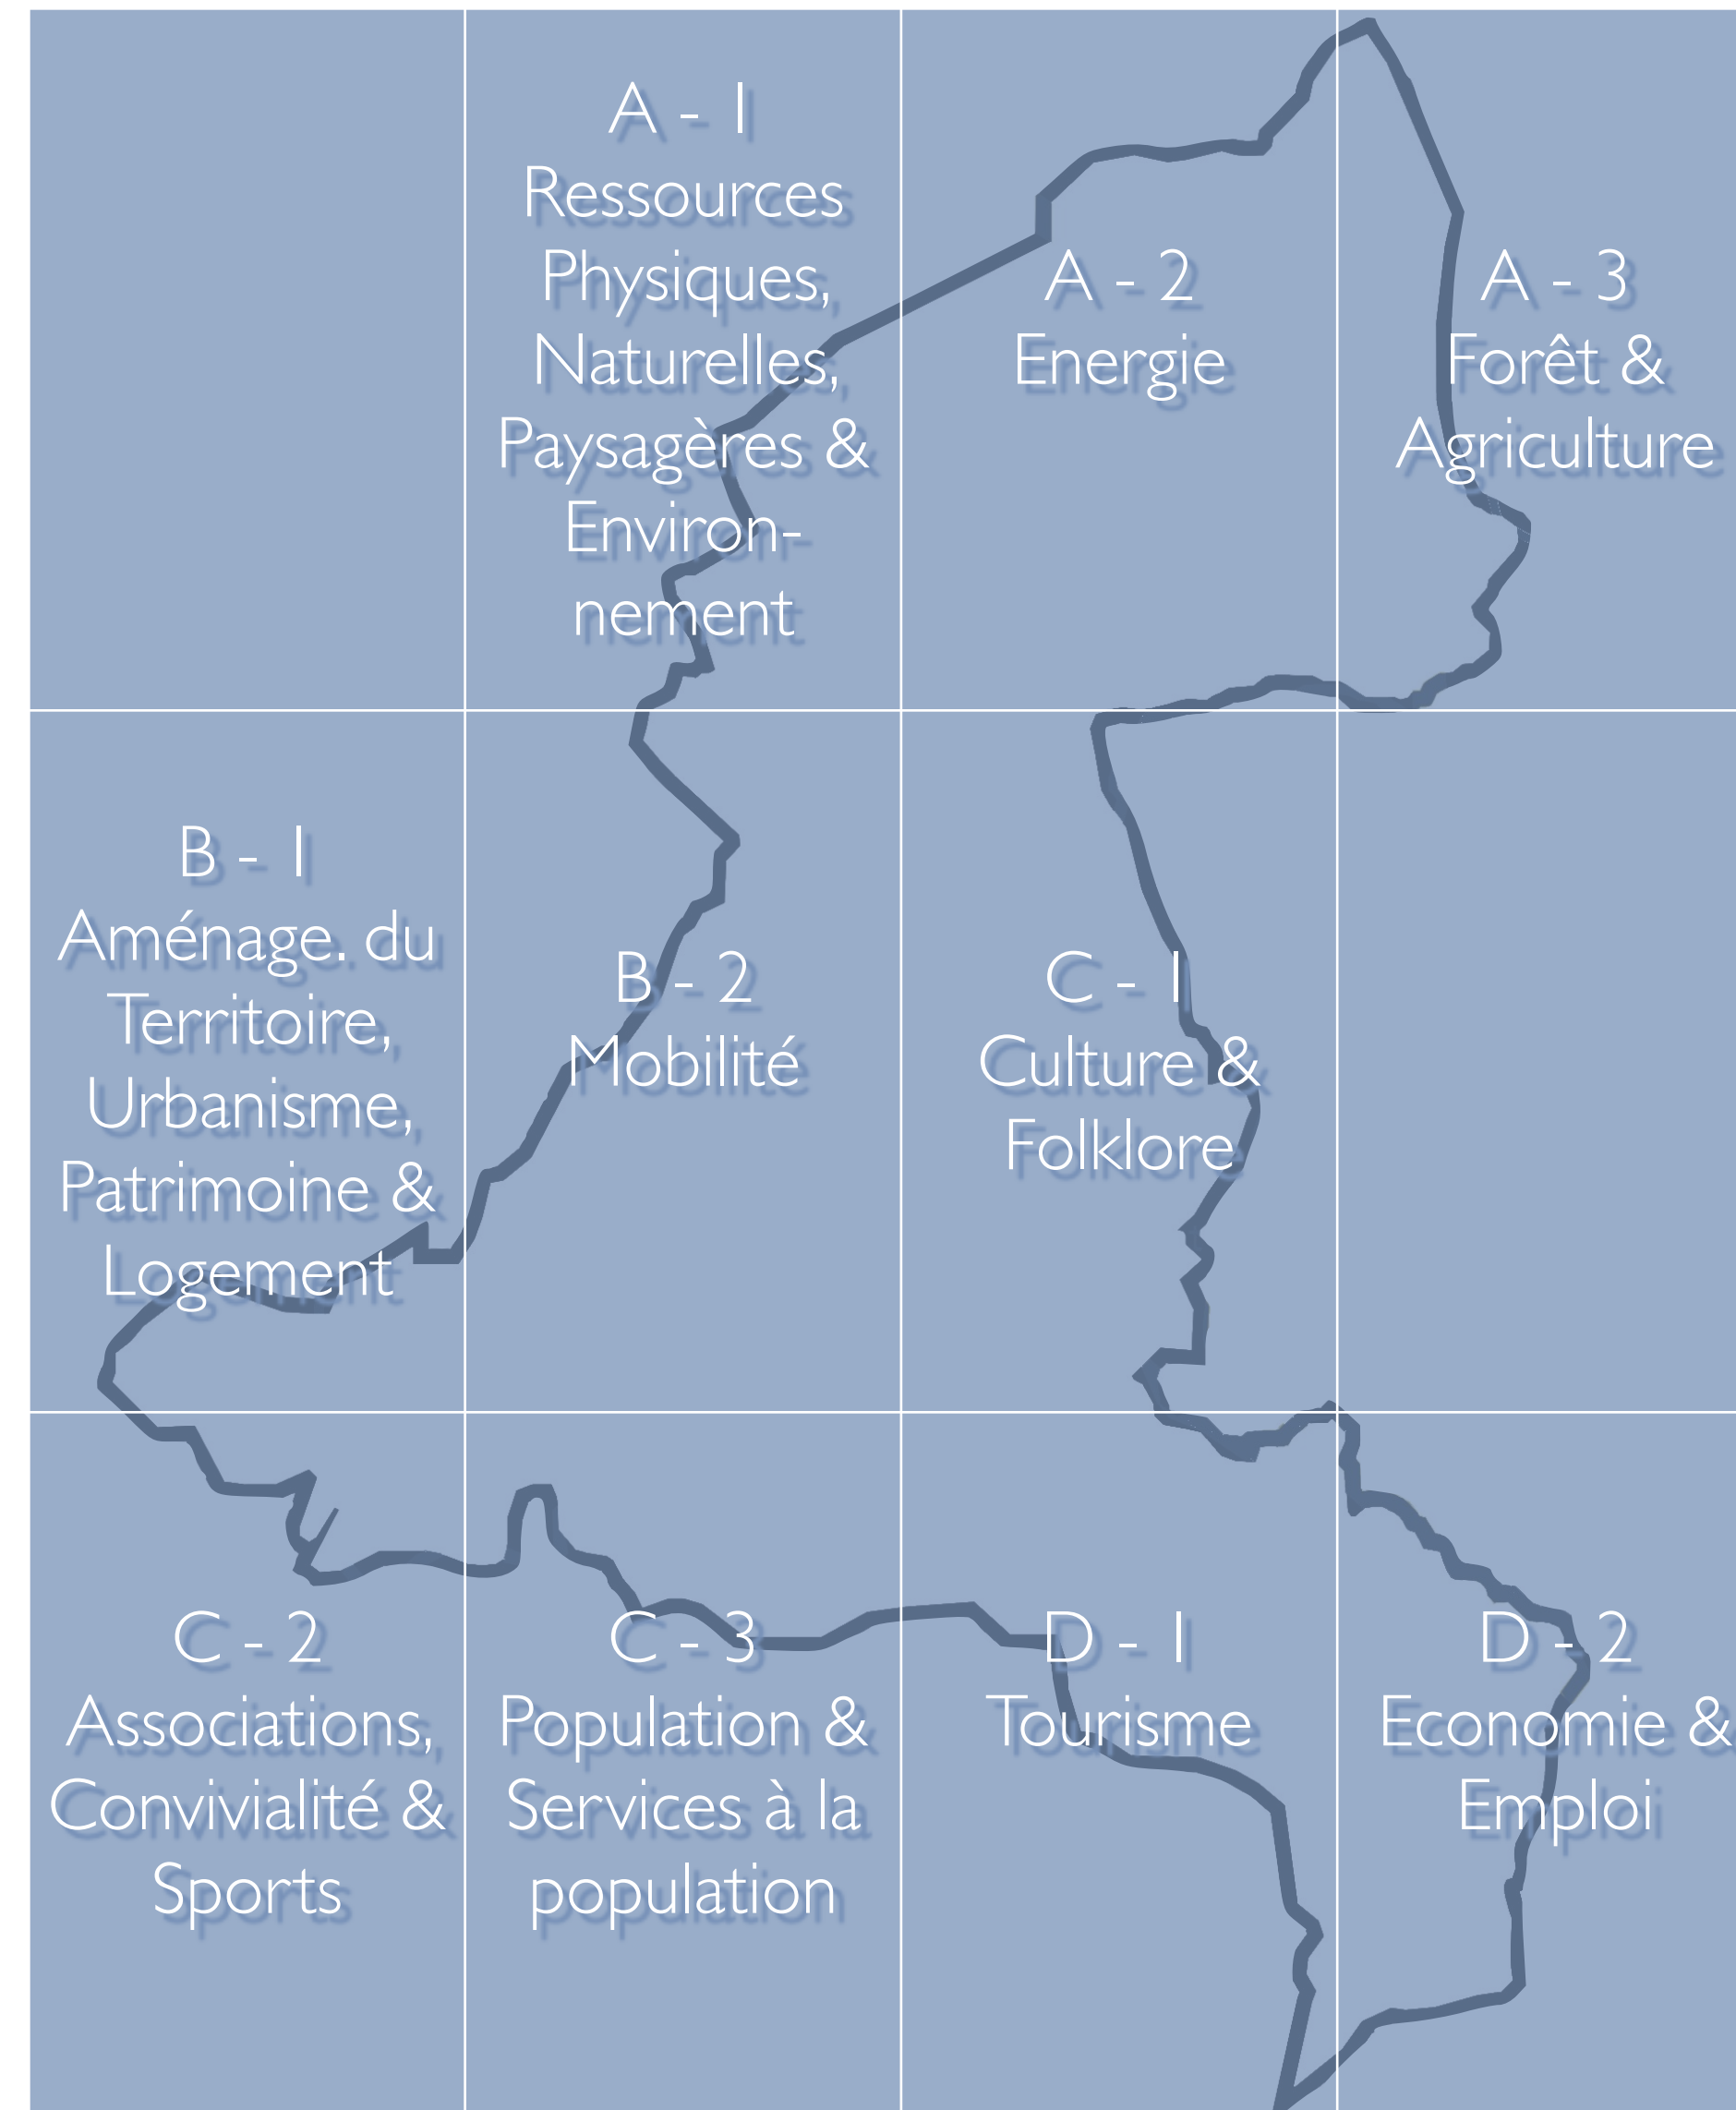 A - 1
Ressources
Physiques,
Naturelles,
Paysagères &
Environ-
nement
A - 2
Energie
A - 3
Forêt &
Agriculture
B - 1
Aménage. du
Territoire,
Urbanisme,
Patrimoine &
Logement
B - 2
Mobilité
C - 1
Culture &
Folklore
C - 2
Associations,
Convivialité &
Sports
C - 3
Population &
Services à la
population
D - 1
Tourisme
D - 2
Economie &
Emploi